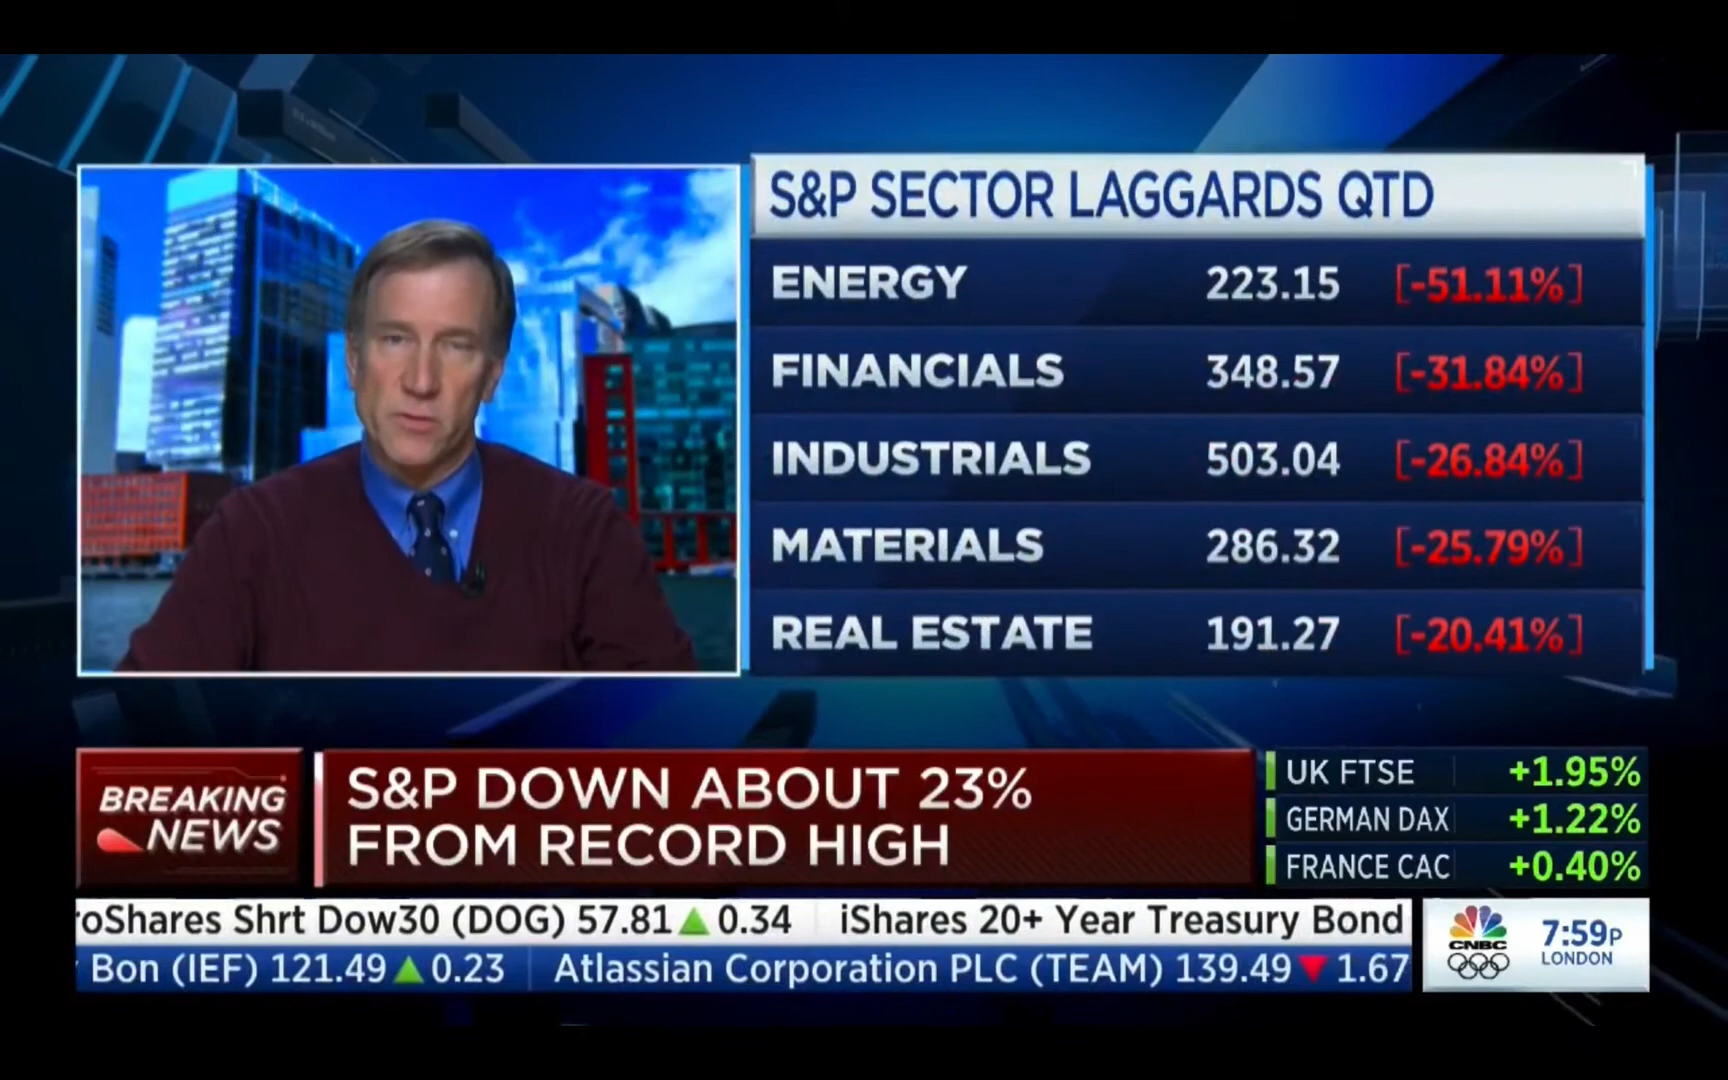 S&P SECTOR LAGGARDS QTD
ENERGY 223.15 [-51.11%]
FINANCIALS 348.57 [-31.84%]
INDUSTRIALS 503.04 [-26.84%]
MATERIALS 286.32 [-25.79%]
REAL ESTATE 191.27 [-20.41%]
BREAKING
NEWS
S&P DOWN ABOUT 23%
FROM RECORD HIGH
UK FTSE +1.95%
GERMAN DAX +1.22%
FRANCE CAC +0.40%
oShares Shrt Dow30 (DOG) 57.81 ▲ 0.34 iShares 20+ Year Treasury Bond
Bon (IEF) 121.49 ▲ 0.23 Atlassian Corporation PLC (TEAM) 139.49 ▼ 1.67
CNBC
7:59P
LONDON